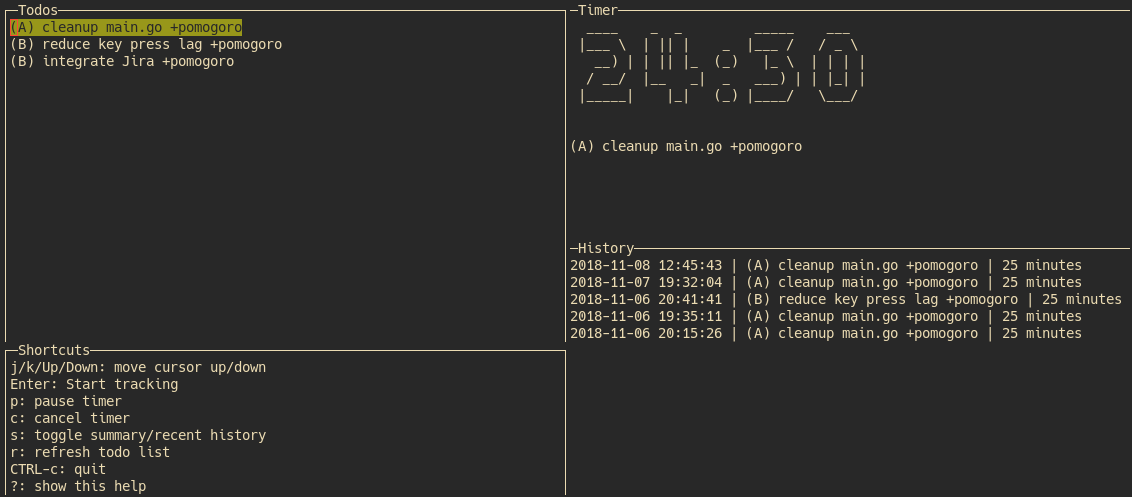 Todos
(A) cleanup main.go +pomogoro
(B) reduce key press lag +pomogoro
(B) integrate Jira +pomogoro
Timer
24:30
(A) cleanup main.go +pomogoro
History
2018-11-08 12:45:43 | (A) cleanup main.go +pomogoro | 25 minutes
2018-11-07 19:32:04 | (A) cleanup main.go +pomogoro | 25 minutes
2018-11-06 20:41:41 | (B) reduce key press lag +pomogoro | 25 minutes
2018-11-06 19:35:11 | (A) cleanup main.go +pomogoro | 25 minutes
2018-11-06 20:15:26 | (A) cleanup main.go +pomogoro | 25 minutes
Shortcuts
j/k/Up/Down: move cursor up/down
Enter: Start tracking
p: pause timer
c: cancel timer
s: toggle summary/recent history
r: refresh todo list
CTRL-c: quit
?: show this help